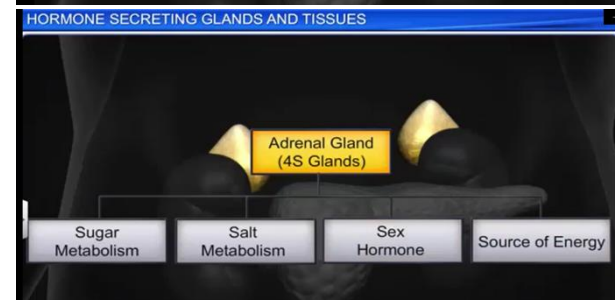 HORMONE SECRETING GLANDS AND TISSUES
Adrenal Gland
(4S Glands)
Sugar
Metabolism
Salt
Metabolism
Sex
Hormone
Source of Energy